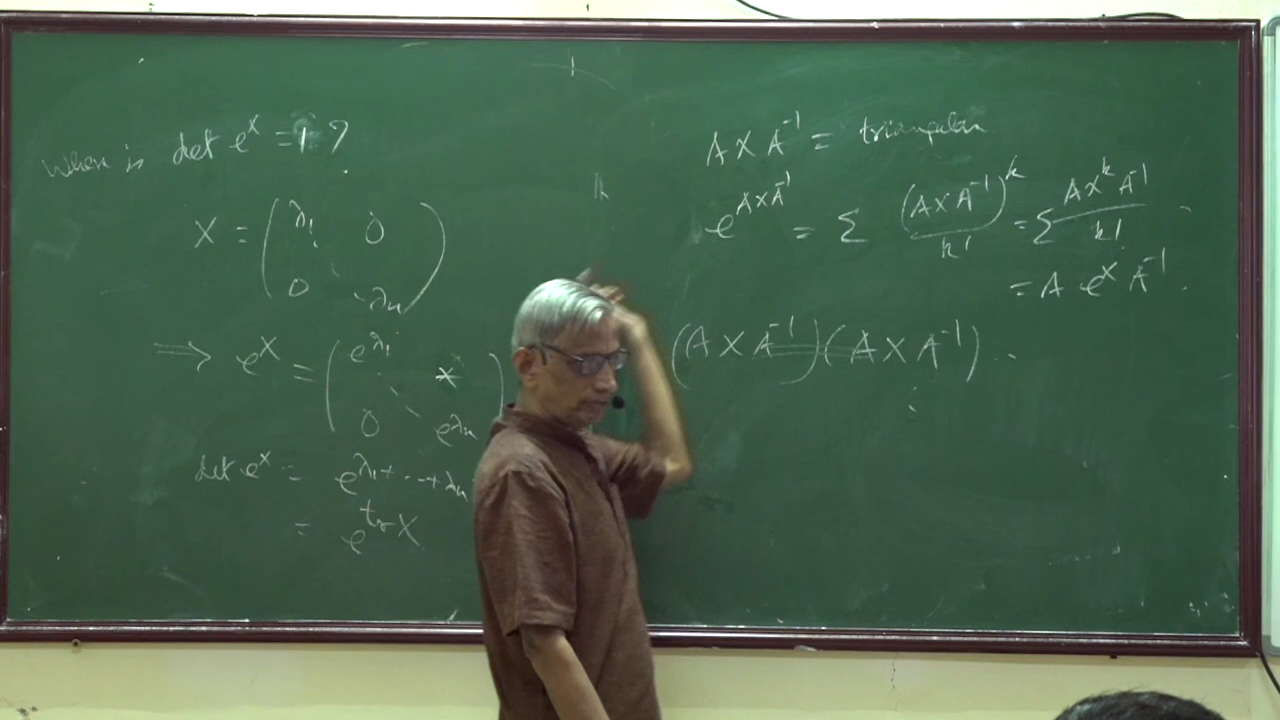 When is det e^X = 1 ?
X = ( λ₁ 0 ⋱ 0 λₙ )
⟹ e^X = ( e^λ₁ * ⋱ 0 e^λₙ )
det e^X = e^{λ₁ + ⋯ + λₙ}
= e^{tr X}
A X A⁻¹ = triangular
e^{AXA⁻¹} = Σ (AXA⁻¹)^k / k! = Σ A X^k A⁻¹ / k!
= A e^X A⁻¹.
(A X A⁻¹)(A X A⁻¹) ...